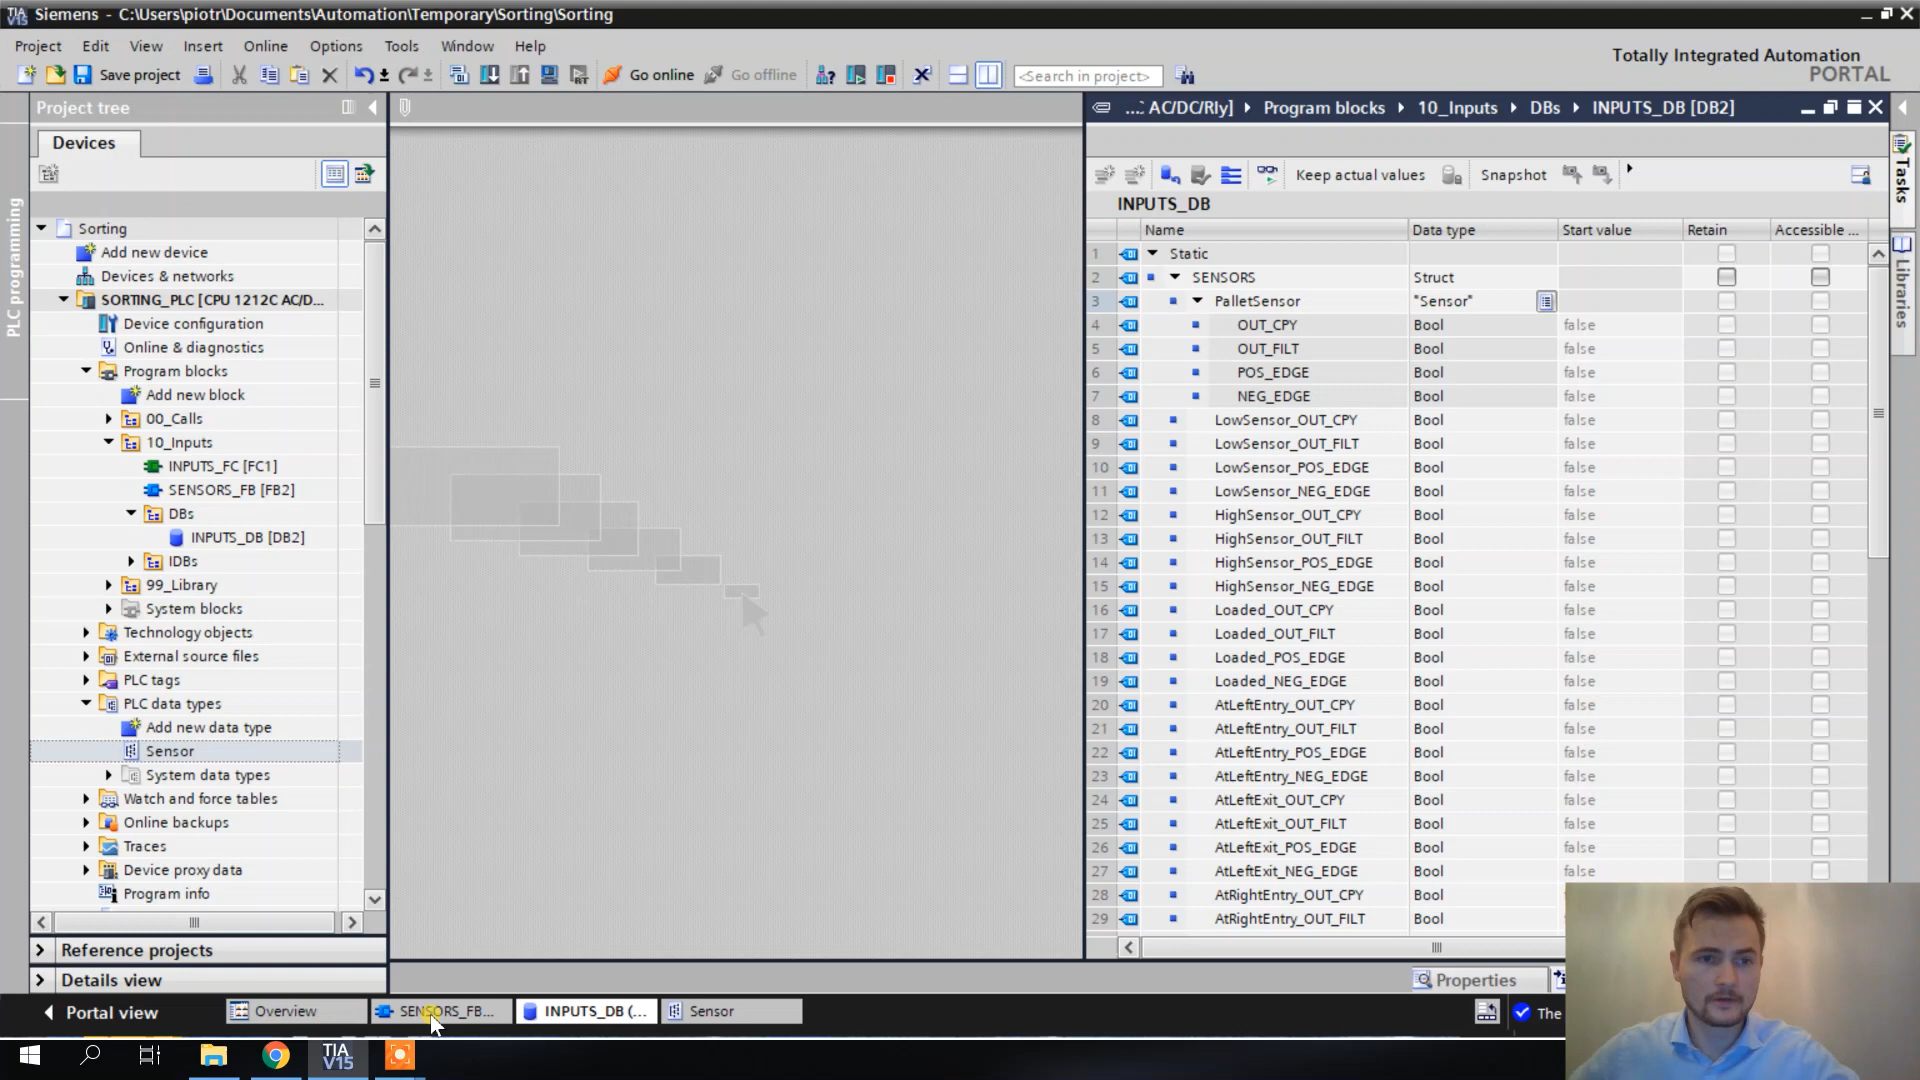 Siemens - C:\Users\piotr\Documents\Automation\Temporary\Sorting\Sorting
Project Edit View Insert Online Options Tools Window Help
Totally Integrated Automation
PORTAL
Save project
Go online
Go offline
<Search in project>
Project tree
Devices
PLC programming
Sorting
Add new device
Devices & networks
SORTING_PLC [CPU 1212C AC/D...
Device configuration
Online & diagnostics
Program blocks
Add new block
00_Calls
10_Inputs
INPUTS_FC [FC1]
SENSORS_FB [FB2]
DBs
INPUTS_DB [DB2]
IDBs
99_Library
System blocks
Technology objects
External source files
PLC tags
PLC data types
Add new data type
Sensor
System data types
Watch and force tables
Online backups
Traces
Device proxy data
Program info
Reference projects
Details view
... AC/DC/Rly] Program blocks 10_Inputs DBs INPUTS_DB [DB2]
Keep actual values
Snapshot
INPUTS_DB
Name Data type Start value Retain Accessible ...
1 Static
2 SENSORS Struct
3 PalletSensor "Sensor"
4 OUT_CPY Bool false
5 OUT_FILT Bool false
6 POS_EDGE Bool false
7 NEG_EDGE Bool false
8 LowSensor_OUT_CPY Bool false
9 LowSensor_OUT_FILT Bool false
10 LowSensor_POS_EDGE Bool false
11 LowSensor_NEG_EDGE Bool false
12 HighSensor_OUT_CPY Bool false
13 HighSensor_OUT_FILT Bool false
14 HighSensor_POS_EDGE Bool false
15 HighSensor_NEG_EDGE Bool false
16 Loaded_OUT_CPY Bool false
17 Loaded_OUT_FILT Bool false
18 Loaded_POS_EDGE Bool false
19 Loaded_NEG_EDGE Bool false
20 AtLeftEntry_OUT_CPY Bool false
21 AtLeftEntry_OUT_FILT Bool false
22 AtLeftEntry_POS_EDGE Bool false
23 AtLeftEntry_NEG_EDGE Bool false
24 AtLeftExit_OUT_CPY Bool false
25 AtLeftExit_OUT_FILT Bool false
26 AtLeftExit_POS_EDGE Bool false
27 AtLeftExit_NEG_EDGE Bool false
28 AtRightEntry_OUT_CPY Bool
29 AtRightEntry_OUT_FILT Bool
Tasks
Libraries
Properties
Portal view
Overview
SENSORS_FB...
INPUTS_DB (...
Sensor
The
TIA
V15